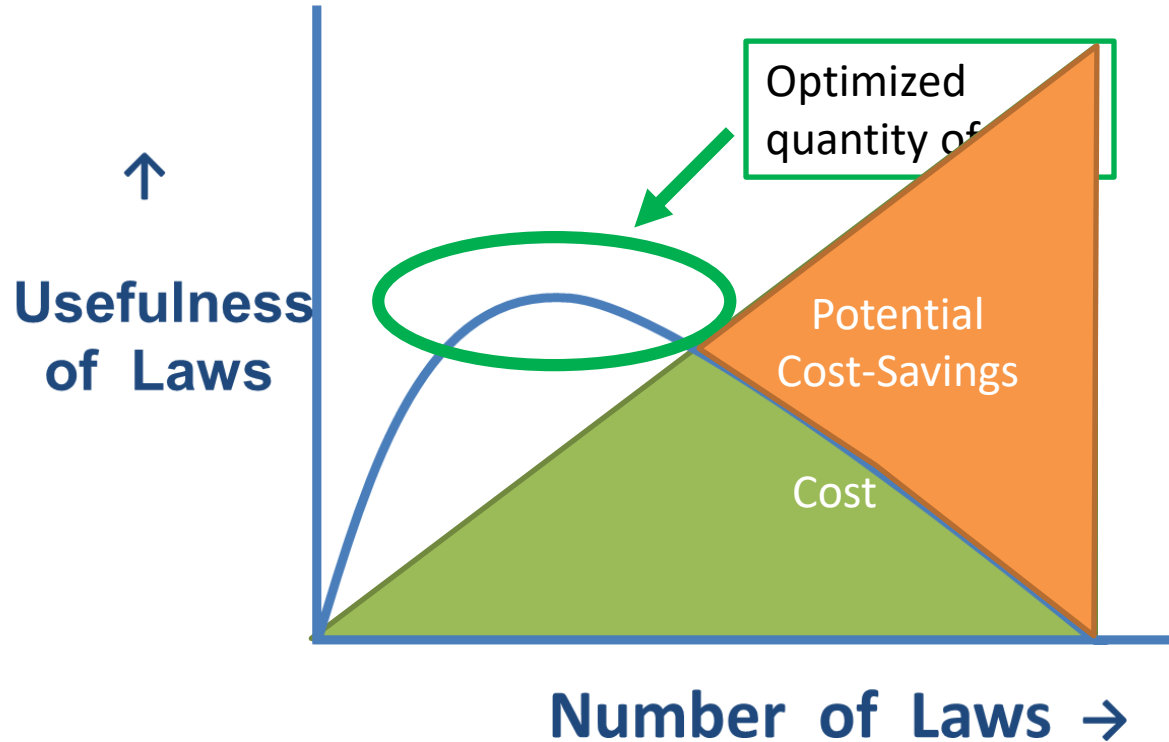 Optimized
quantity of
↑
Usefulness
of Laws
Potential
Cost-Savings
Cost
Number of Laws →